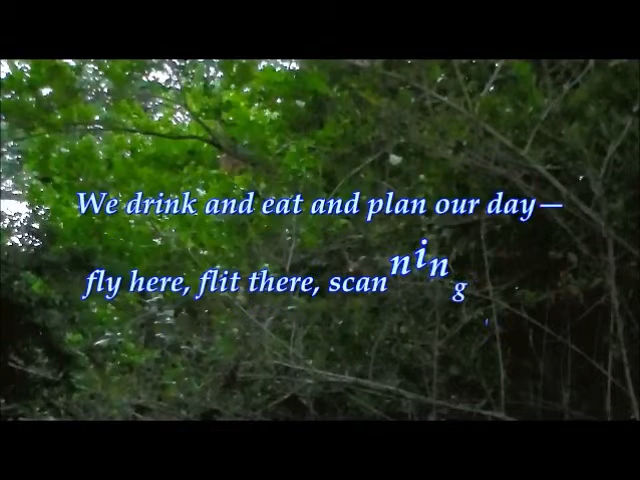 We drink and eat and plan our day—
fly here, flit there, scanning